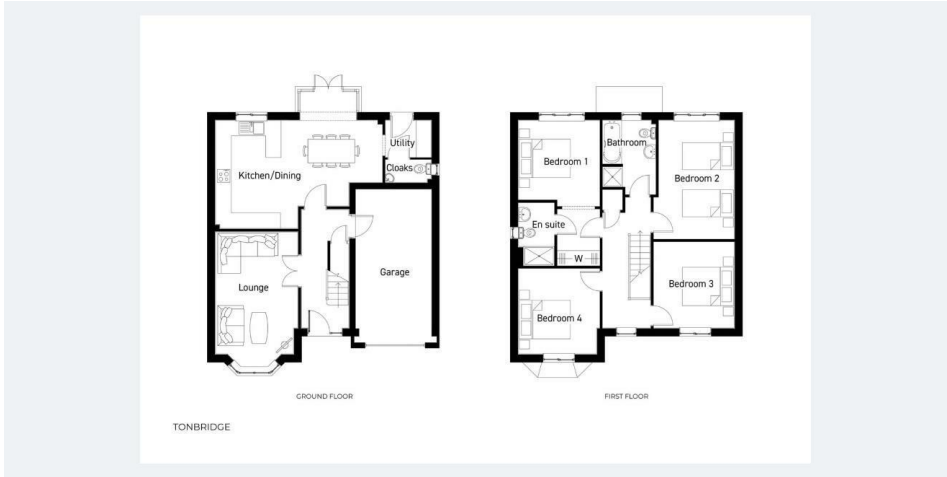 Utility
Cloaks
Kitchen/Dining
Lounge
Garage
GROUND FLOOR
Bedroom 1
Bathroom
Bedroom 2
En suite
W
Bedroom 3
Bedroom 4
FIRST FLOOR
TONBRIDGE